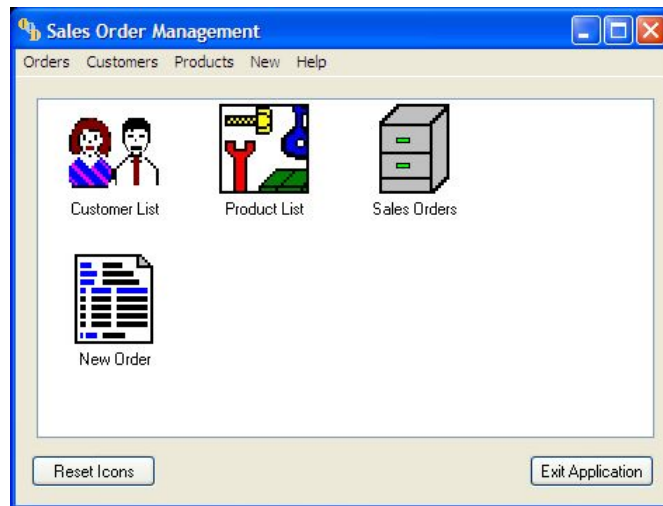 Sales Order Management
Orders Customers Products New Help
Customer List Product List Sales Orders
New Order
Reset Icons Exit Application